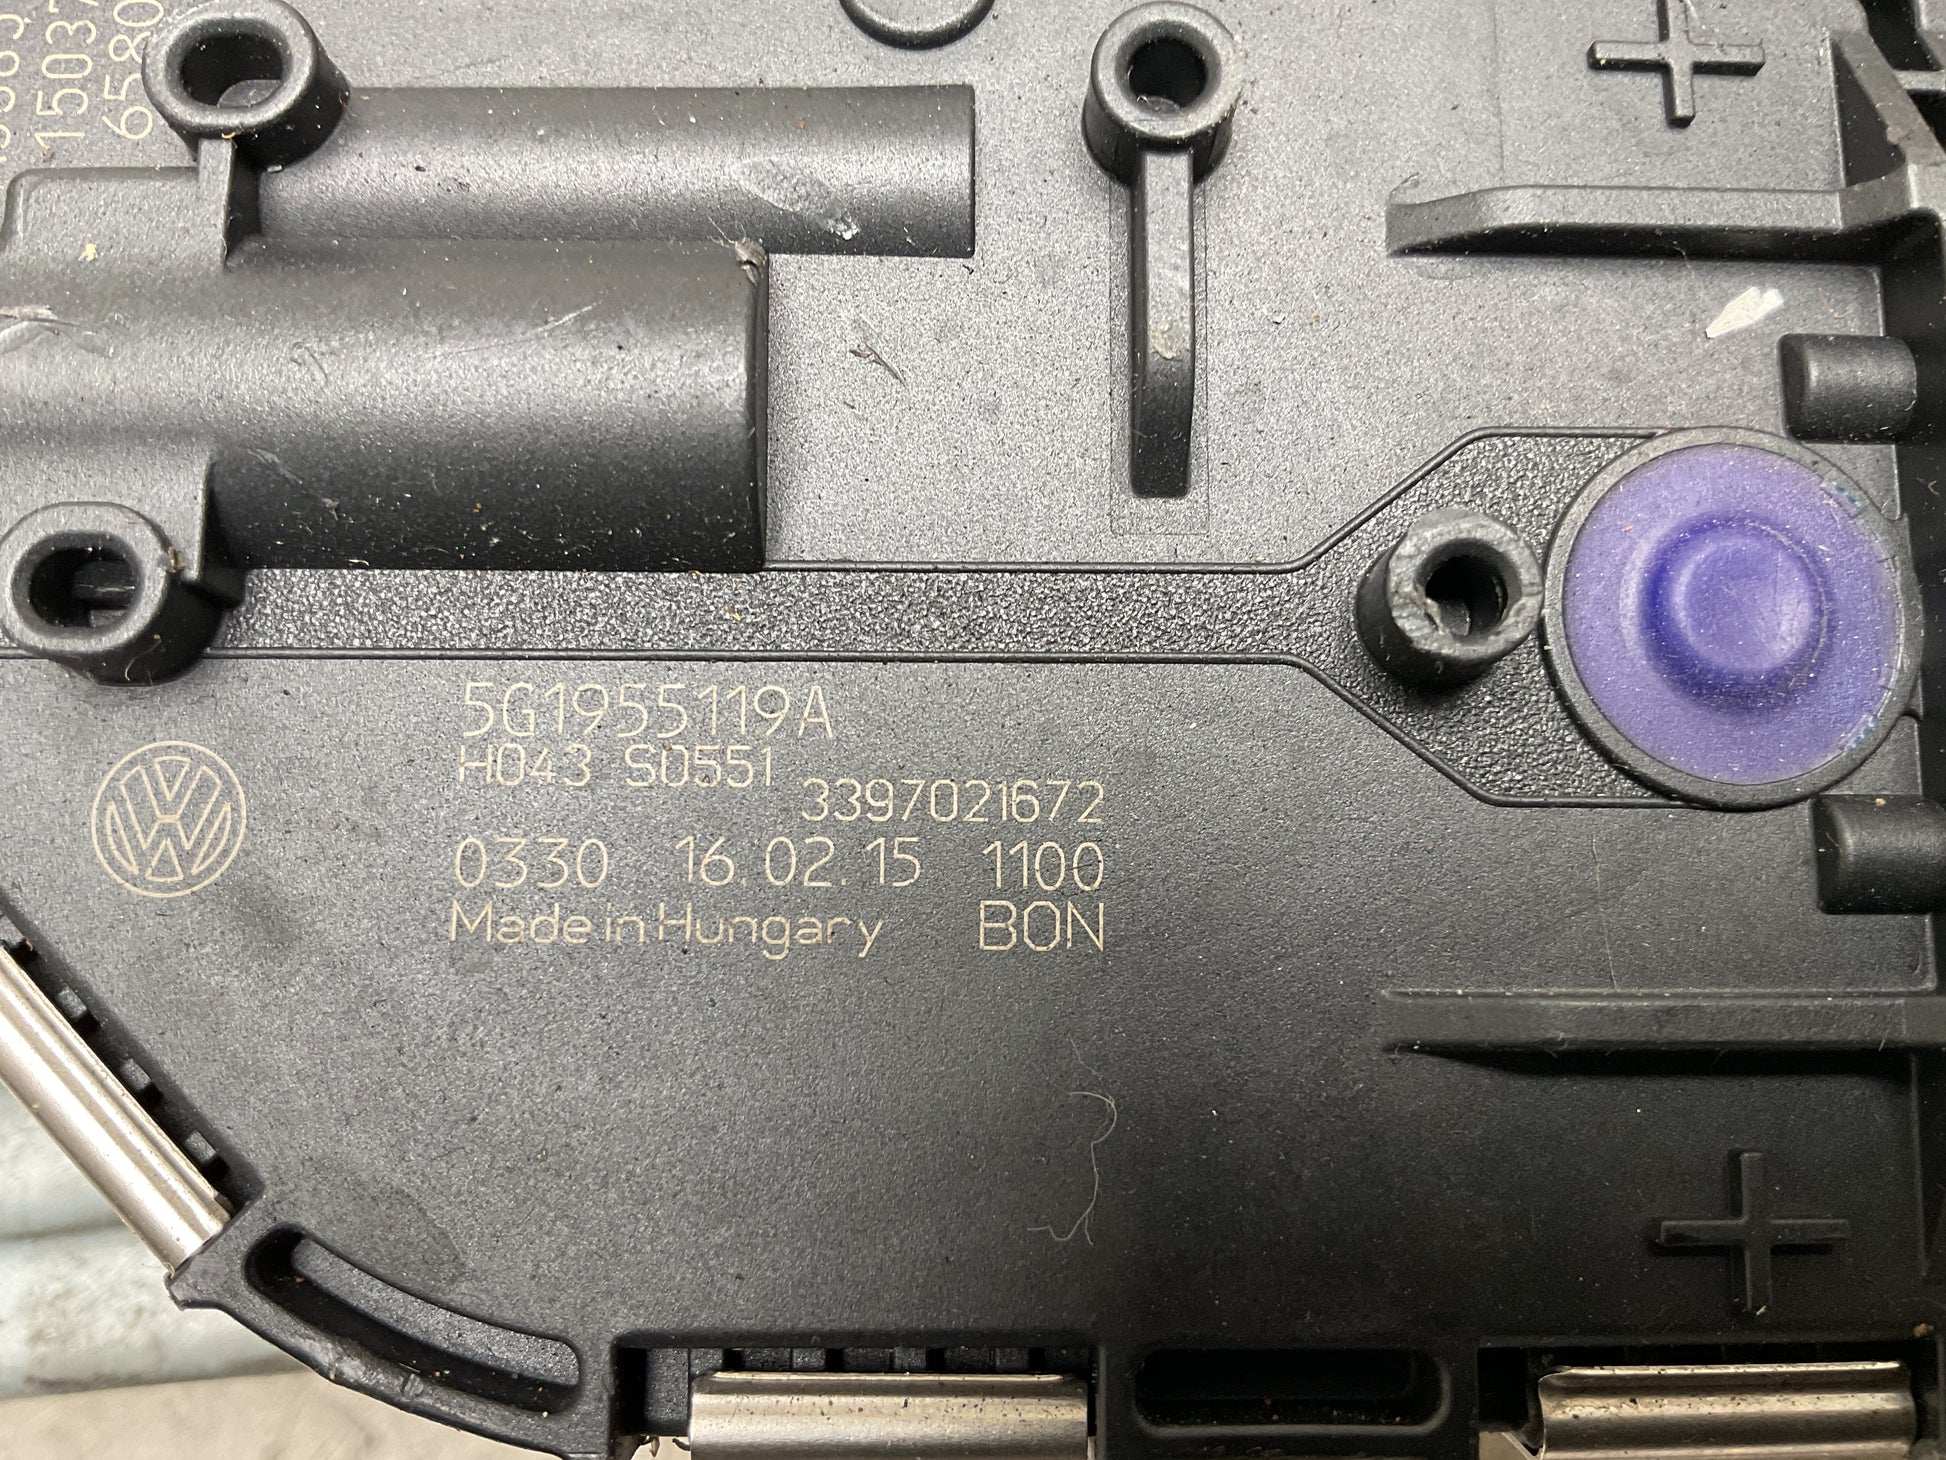 5G1955119A
H043 S0551
3397021672
0330 16.02.15 1100
Made in Hungary BON